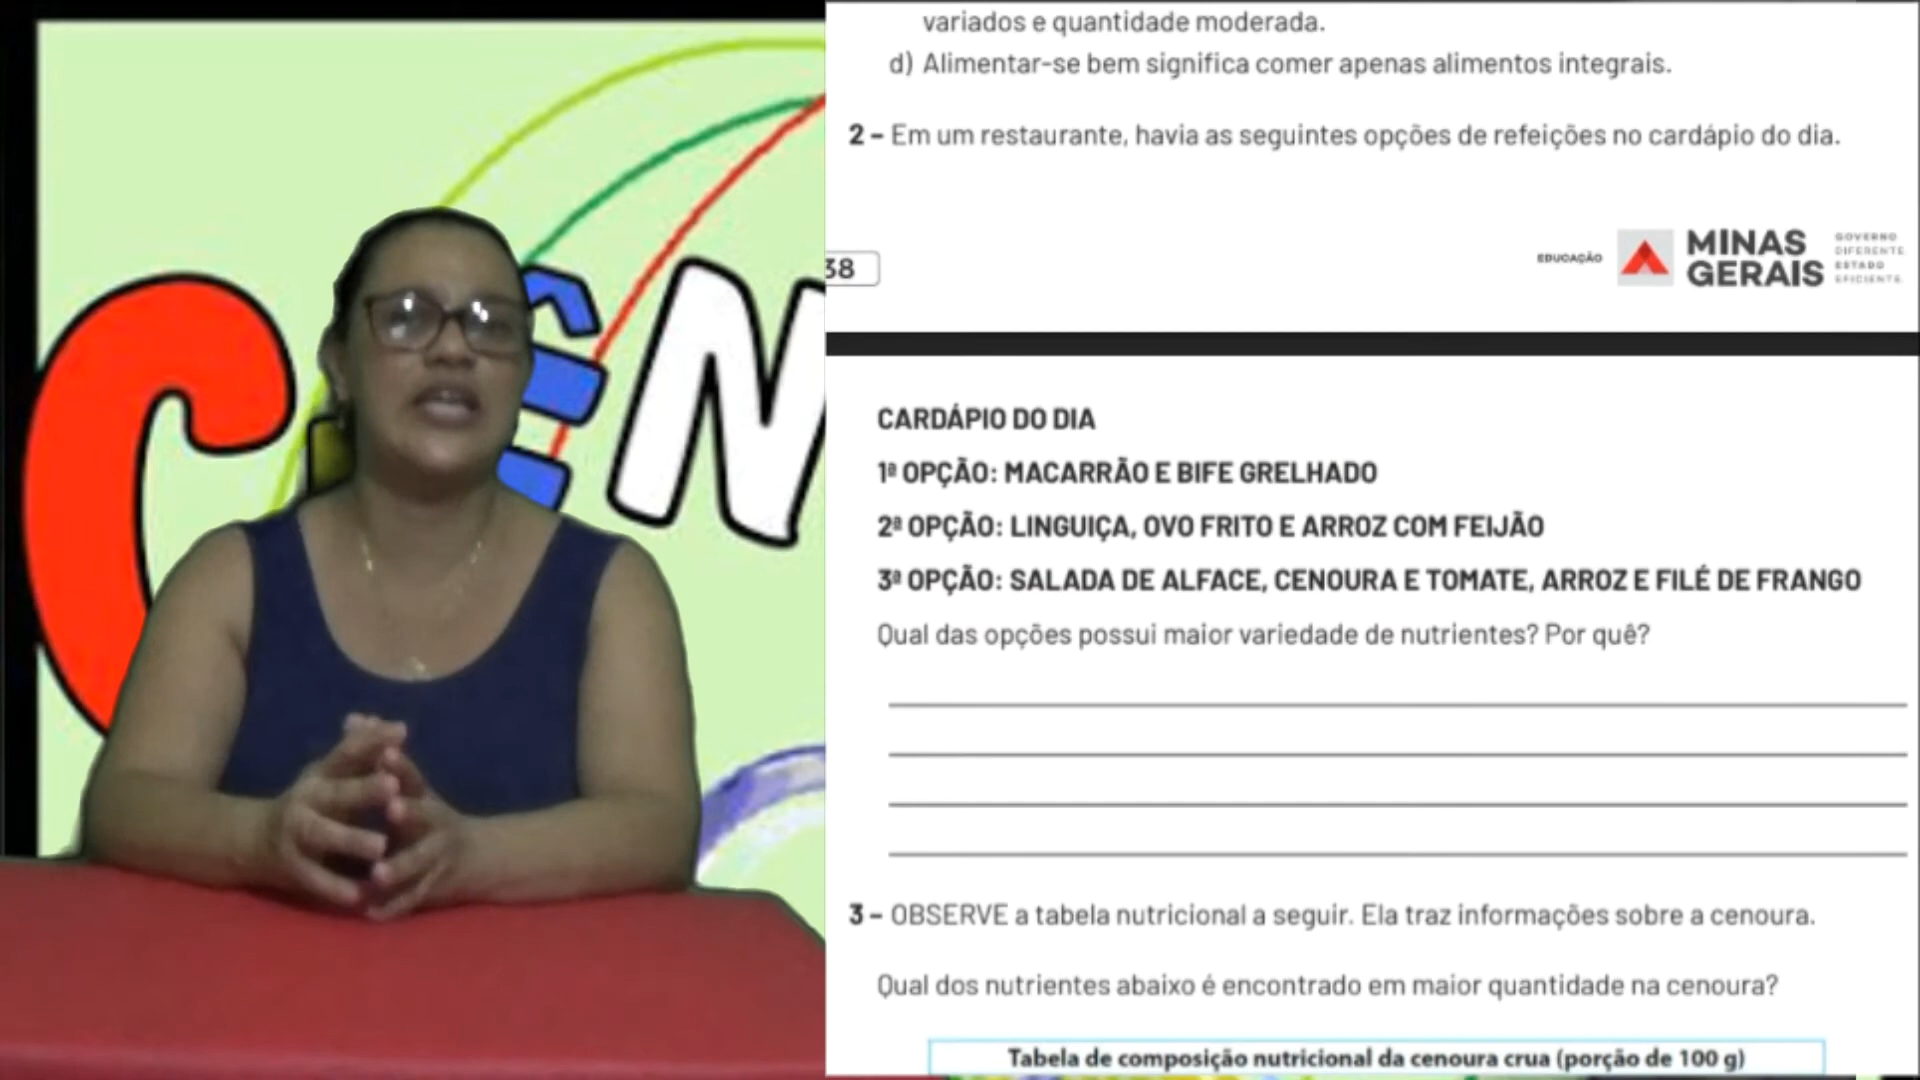 CÊN
variados e quantidade moderada.
d) Alimentar-se bem significa comer apenas alimentos integrais.
2 – Em um restaurante, havia as seguintes opções de refeições no cardápio do dia.
38
EDUCAÇÃO
MINAS
GERAIS
GOVERNO
DIFERENTE.
ESTADO
EFICIENTE.
CARDÁPIO DO DIA
1ª OPÇÃO: MACARRÃO E BIFE GRELHADO
2ª OPÇÃO: LINGUIÇA, OVO FRITO E ARROZ COM FEIJÃO
3ª OPÇÃO: SALADA DE ALFACE, CENOURA E TOMATE, ARROZ E FILÉ DE FRANGO
Qual das opções possui maior variedade de nutrientes? Por quê?
3 – OBSERVE a tabela nutricional a seguir. Ela traz informações sobre a cenoura.
Qual dos nutrientes abaixo é encontrado em maior quantidade na cenoura?
Tabela de composição nutricional da cenoura crua (porção de 100 g)